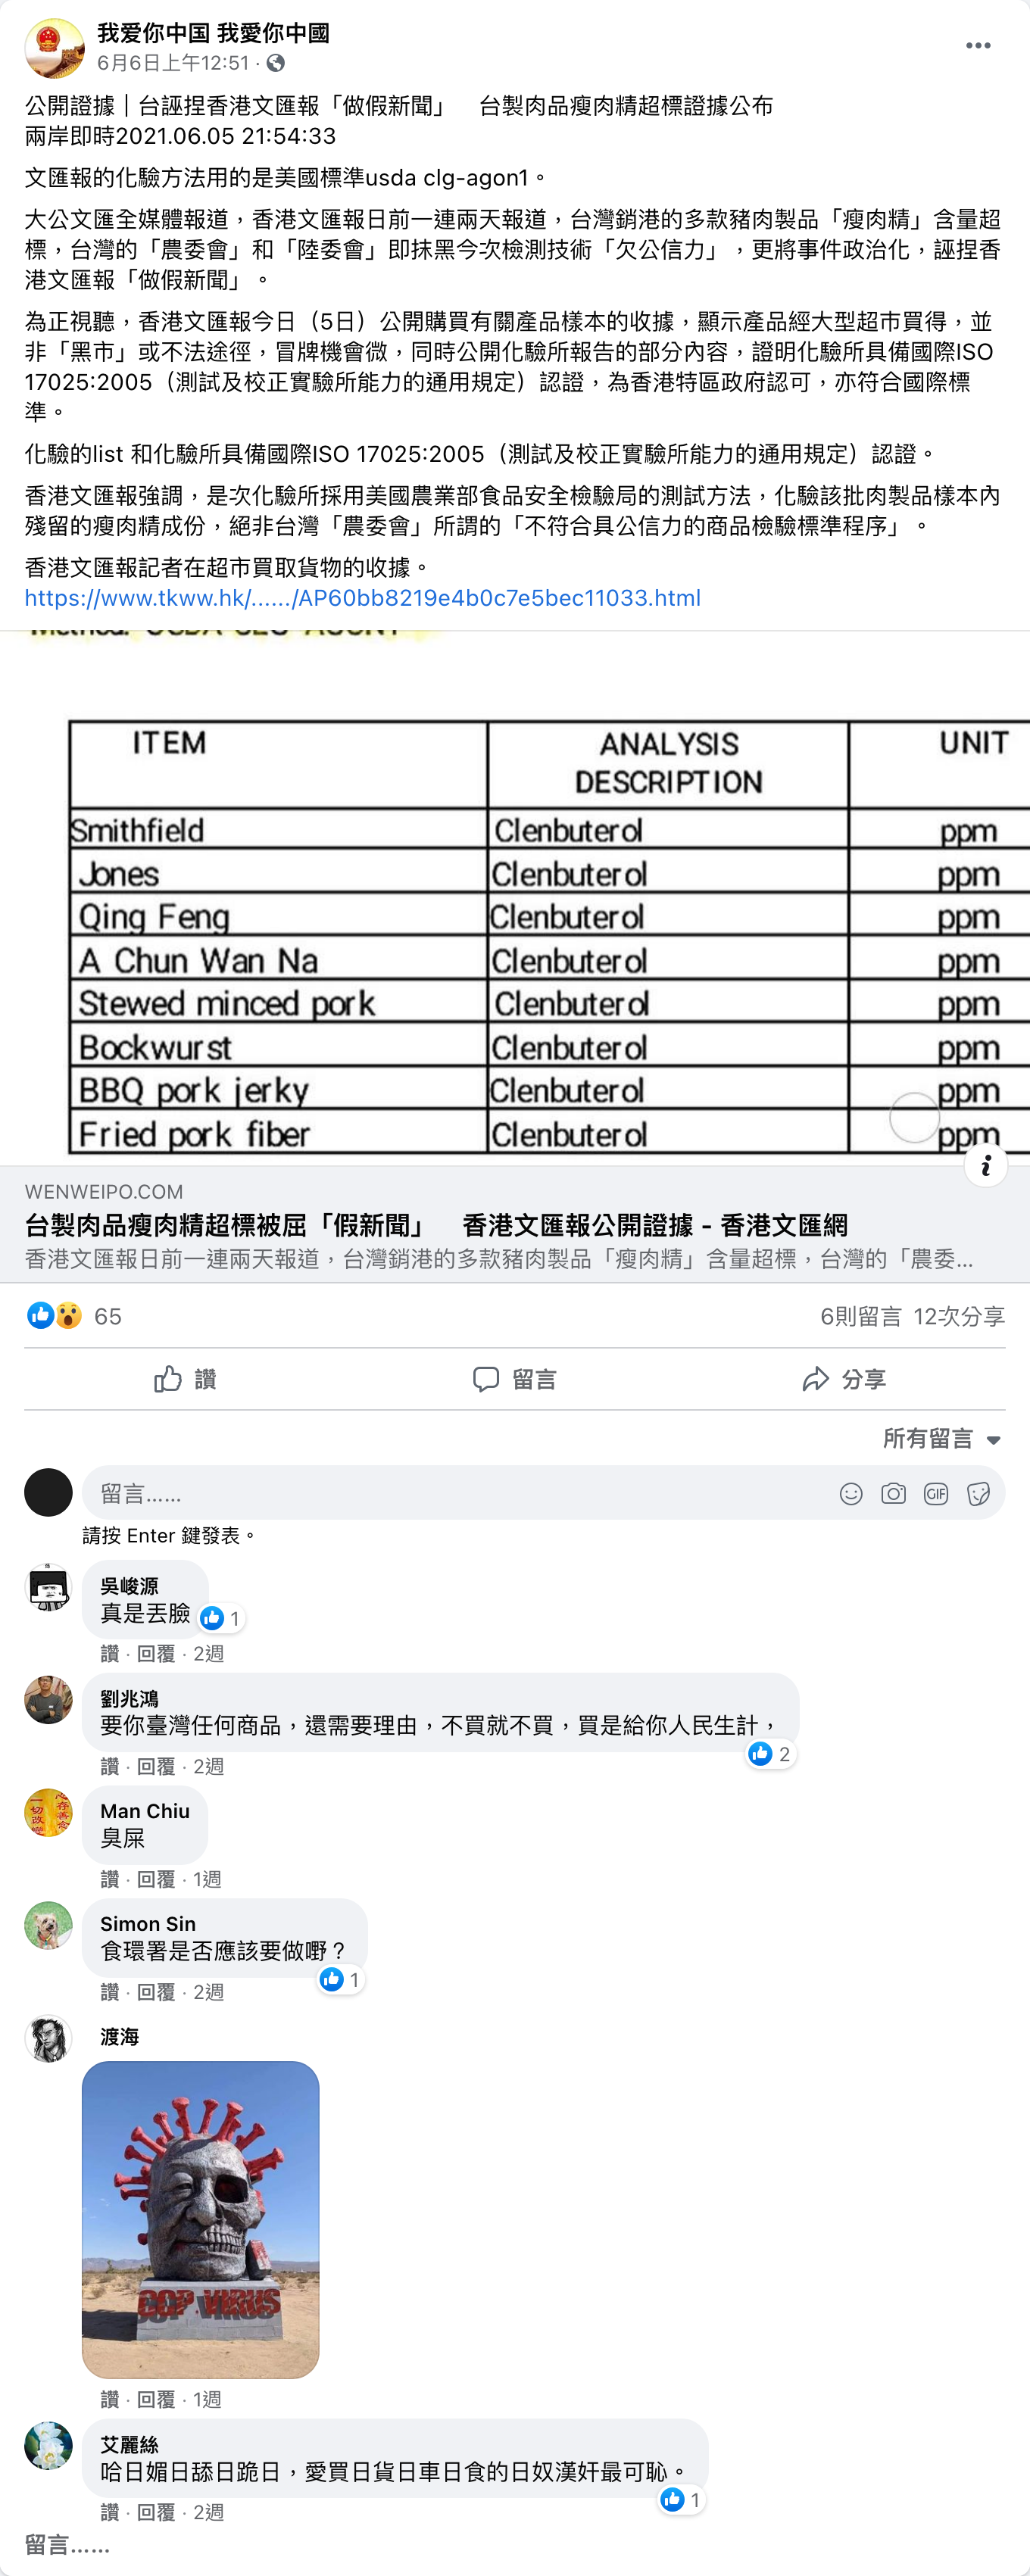 我爱你中国 我愛你中國
6月6日上午12:51 ·
公開證據｜台誣捏香港文匯報「做假新聞」　台製肉品瘦肉精超標證據公布
兩岸即時2021.06.05 21:54:33
文匯報的化驗方法用的是美國標準usda clg-agon1。
大公文匯全媒體報道，香港文匯報日前一連兩天報道，台灣銷港的多款豬肉製品「瘦肉精」含量超
標，台灣的「農委會」和「陸委會」即抹黑今次檢測技術「欠公信力」，更將事件政治化，誣捏香
港文匯報「做假新聞」。
為正視聽，香港文匯報今日（5日）公開購買有關產品樣本的收據，顯示產品經大型超市買得，並
非「黑市」或不法途徑，冒牌機會微，同時公開化驗所報告的部分內容，證明化驗所具備國際ISO
17025:2005（測試及校正實驗所能力的通用規定）認證，為香港特區政府認可，亦符合國際標
準。
化驗的list 和化驗所具備國際ISO 17025:2005（測試及校正實驗所能力的通用規定）認證。
香港文匯報強調，是次化驗所採用美國農業部食品安全檢驗局的測試方法，化驗該批肉製品樣本內
殘留的瘦肉精成份，絕非台灣「農委會」所謂的「不符合具公信力的商品檢驗標準程序」。
香港文匯報記者在超市買取貨物的收據。
https://www.tkww.hk/....../AP60bb8219e4b0c7e5bec11033.html
ITEM ANALYSIS DESCRIPTION UNIT
Smithfield Clenbuterol ppm
Jones Clenbuterol ppm
Qing Feng Clenbuterol ppm
A Chun Wan Na Clenbuterol ppm
Stewed minced pork Clenbuterol ppm
Bockwurst Clenbuterol ppm
BBQ pork jerky Clenbuterol ppm
Fried pork fiber Clenbuterol ppm
WENWEIPO.COM
台製肉品瘦肉精超標被屈「假新聞」　香港文匯報公開證據 - 香港文匯網
香港文匯報日前一連兩天報道，台灣銷港的多款豬肉製品「瘦肉精」含量超標，台灣的「農委...
65 6則留言 12次分享
讚 留言 分享
所有留言
留言...... GIF
請按 Enter 鍵發表。
吳峻源
真是丟臉 1
讚 · 回覆 · 2週
劉兆鴻
要你臺灣任何商品，還需要理由，不買就不買，買是給你人民生計，
2
讚 · 回覆 · 2週
Man Chiu
臭屎
讚 · 回覆 · 1週
Simon Sin
食環署是否應該要做嘢？
1
讚 · 回覆 · 2週
渡海
CCP VIRUS
讚 · 回覆 · 1週
艾麗絲
哈日媚日舔日跪日，愛買日貨日車日食的日奴漢奸最可恥。
1
讚 · 回覆 · 2週
留言......